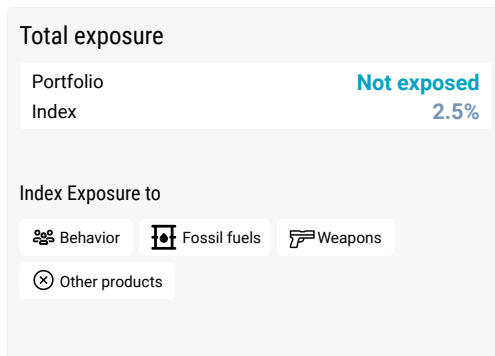 Total exposure
Portfolio Not exposed
Index 2.5%
Index Exposure to
Behavior Fossil fuels Weapons
Other products